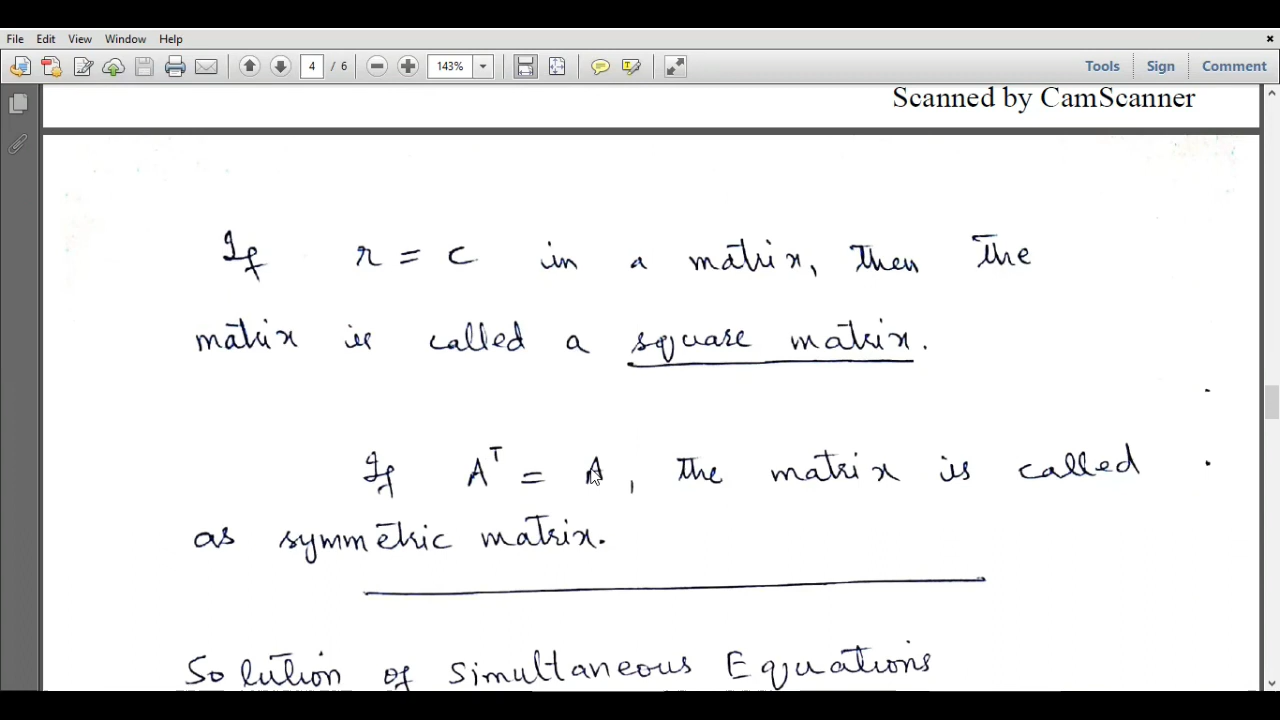 File Edit View Window Help
4 / 6 143% Tools Sign Comment
Scanned by CamScanner
If r = c in a matrix, then the
matrix is called a square matrix.
If Aᵀ = A, the matrix is called
as symmetric matrix.
Solution of Simultaneous Equations